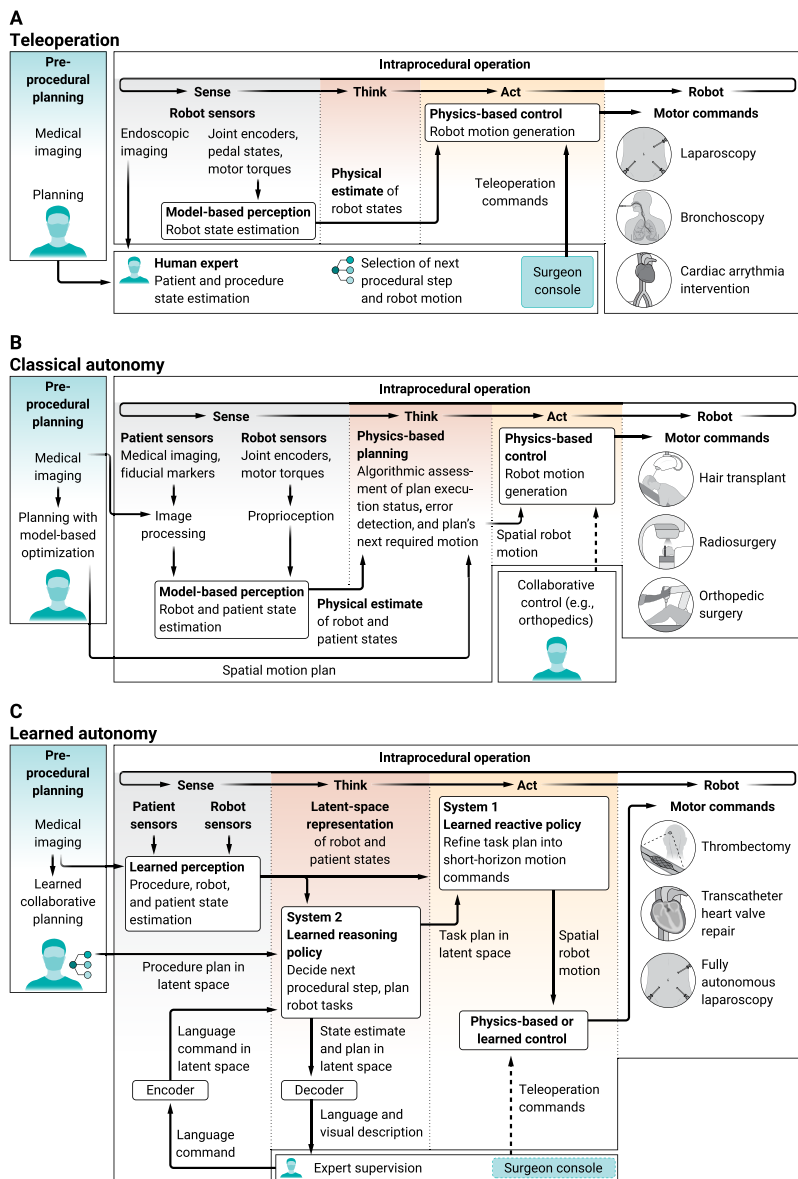 A
Teleoperation
Pre-
procedural
planning
Medical
imaging
Planning
Intraprocedural operation
Sense
Think
Act
Robot
Robot sensors
Endoscopic
imaging
Joint encoders,
pedal states,
motor torques
Model-based perception
Robot state estimation
Physical
estimate of
robot states
Physics-based control
Robot motion generation
Teleoperation
commands
Motor commands
Laparoscopy
Bronchoscopy
Cardiac arrythmia
intervention
Human expert
Patient and procedure
state estimation
Selection of next
procedural step
and robot motion
Surgeon
console
B
Classical autonomy
Pre-
procedural
planning
Medical
imaging
Planning with
model-based
optimization
Intraprocedural operation
Sense
Think
Act
Robot
Patient sensors
Medical imaging,
fiducial markers
Image
processing
Robot sensors
Joint encoders,
motor torques
Proprioception
Model-based perception
Robot and patient state
estimation
Physical estimate
of robot and
patient states
Spatial motion plan
Physics-based
planning
Algorithmic assess-
ment of plan execu-
tion status, error
detection, and plan's
next required motion
Physics-based
control
Robot motion
generation
Spatial robot
motion
Collaborative
control (e.g.,
orthopedics)
Motor commands
Hair transplant
Radiosurgery
Orthopedic
surgery
C
Learned autonomy
Pre-
procedural
planning
Medical
imaging
Learned
collaborative
planning
Intraprocedural operation
Sense
Think
Act
Robot
Patient
sensors
Robot
sensors
Learned perception
Procedure, robot,
and patient state
estimation
Procedure plan in
latent space
Latent-space
representation
of robot and
patient states
System 2
Learned reasoning
policy
Decide next
procedural step, plan
robot tasks
System 1
Learned reactive policy
Refine task plan into
short-horizon motion
commands
Task plan in
latent space
Spatial
robot
motion
Physics-based or
learned control
Teleoperation
commands
Motor commands
Thrombectomy
Transcatheter
heart valve
repair
Fully
autonomous
laparoscopy
Language
command in
latent space
Encoder
Language
command
State estimate
and plan in
latent space
Decoder
Language and
visual description
Expert supervision
Surgeon console